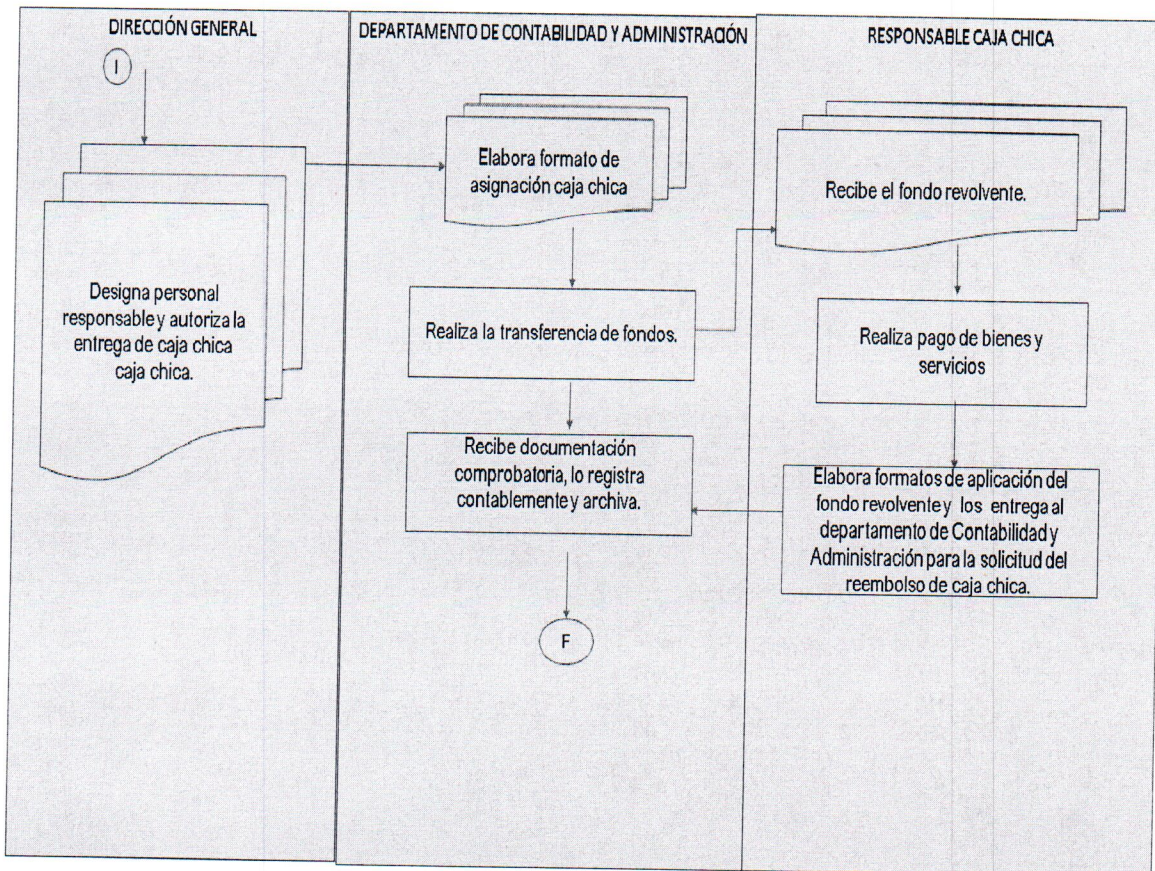 DIRECCIÓN GENERAL
I
Designa personal
responsable y autoriza la
entrega de caja chica
caja chica.
DEPARTAMENTO DE CONTABILIDAD Y ADMINISTRACIÓN
Elabora formato de
asignación caja chica
Realiza la transferencia de fondos.
Recibe documentación
comprobatoria, lo registra
contablemente y archiva.
F
RESPONSABLE CAJA CHICA
Recibe el fondo revolvente.
Realiza pago de bienes y
servicios
Elabora formatos de aplicación del
fondo revolvente y los entrega al
departamento de Contabilidad y
Administración para la solicitud del
reembolso de caja chica.